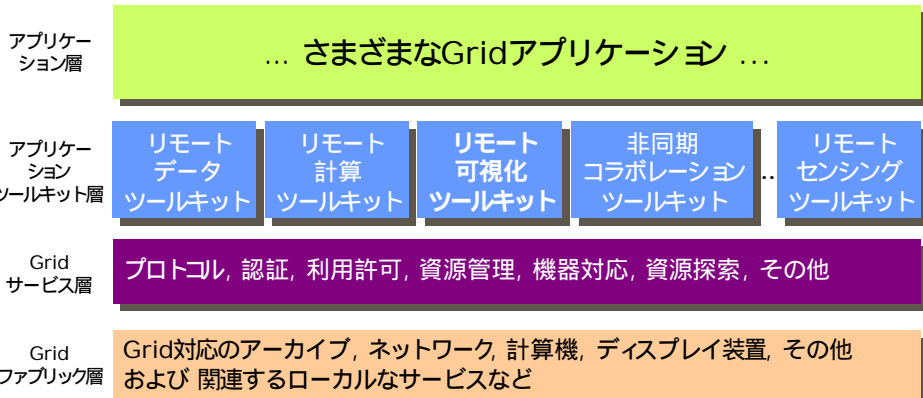 アプリケー
ション層
... さまざまなGridアプリケーション ...
アプリケー
ション
ツールキット層
リモート
データ
ツールキット
リモート
計算
ツールキット
リモート
可視化
ツールキット
非同期
コラボレーション
ツールキット
..
リモート
センシング
ツールキット
Grid
サービス層
プロトコル, 認証, 利用許可, 資源管理, 機器対応, 資源探索, その他
Grid
ファブリック層
Grid対応のアーカイブ, ネットワーク, 計算機, ディスプレイ装置, その他
および 関連するローカルなサービスなど